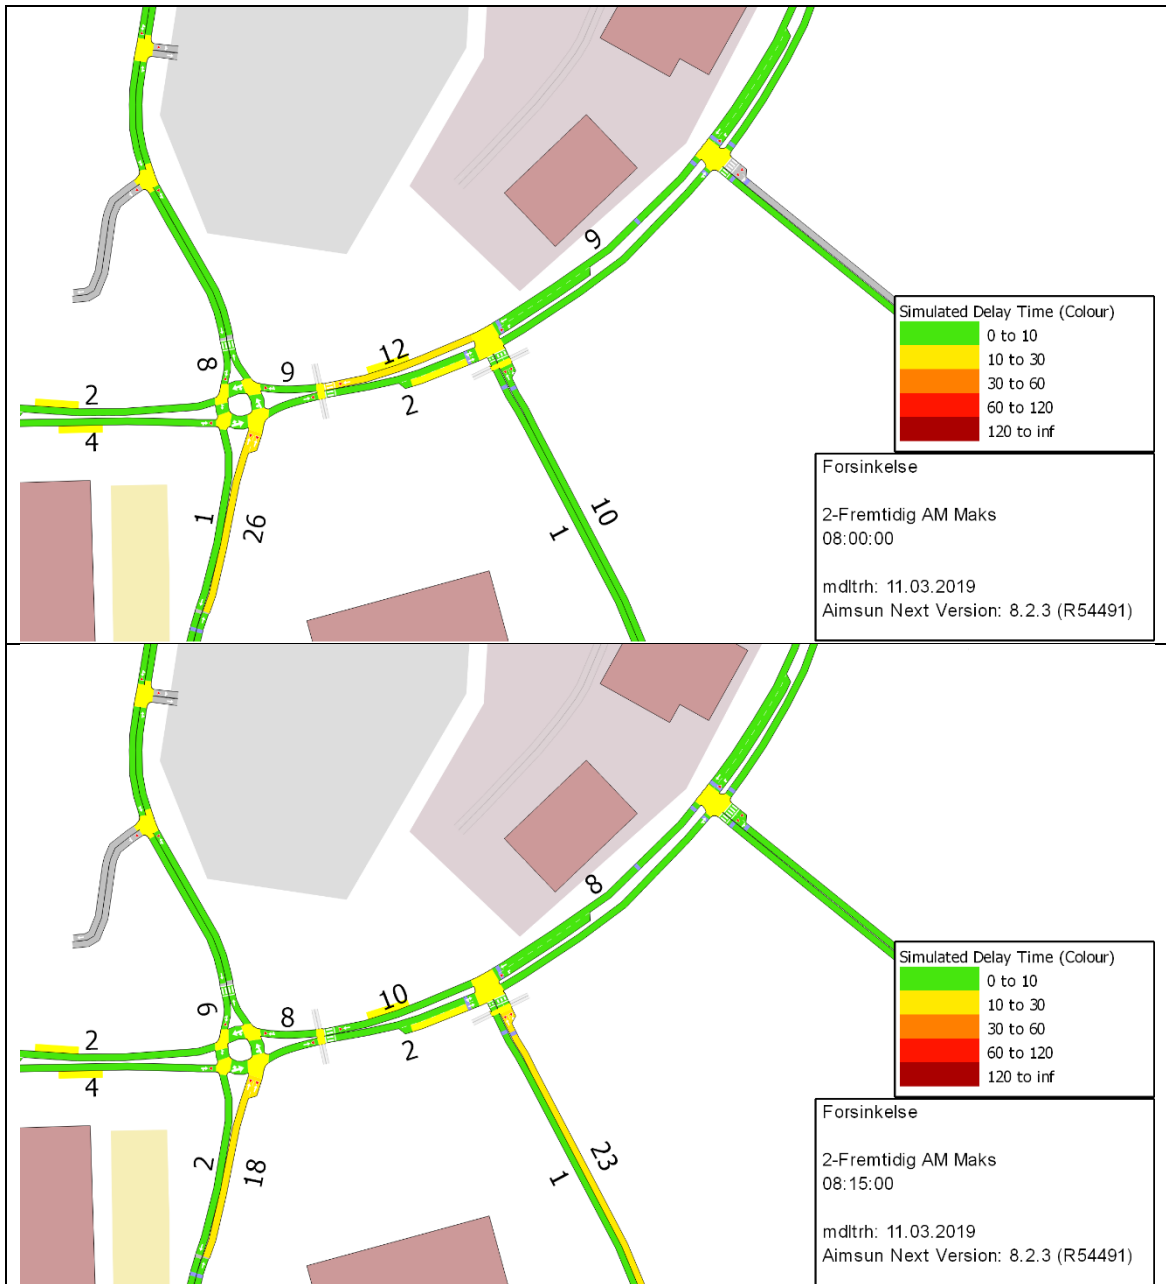 9
12
9
8
2
2
4
1
26
10
1
Simulated Delay Time (Colour)
0 to 10
10 to 30
30 to 60
60 to 120
120 to inf
Forsinkelse
2-Fremtidig AM Maks
08:00:00
mdltrh: 11.03.2019
Aimsun Next Version: 8.2.3 (R54491)
8
10
8
9
2
2
4
2
18
23
1
Simulated Delay Time (Colour)
0 to 10
10 to 30
30 to 60
60 to 120
120 to inf
Forsinkelse
2-Fremtidig AM Maks
08:15:00
mdltrh: 11.03.2019
Aimsun Next Version: 8.2.3 (R54491)